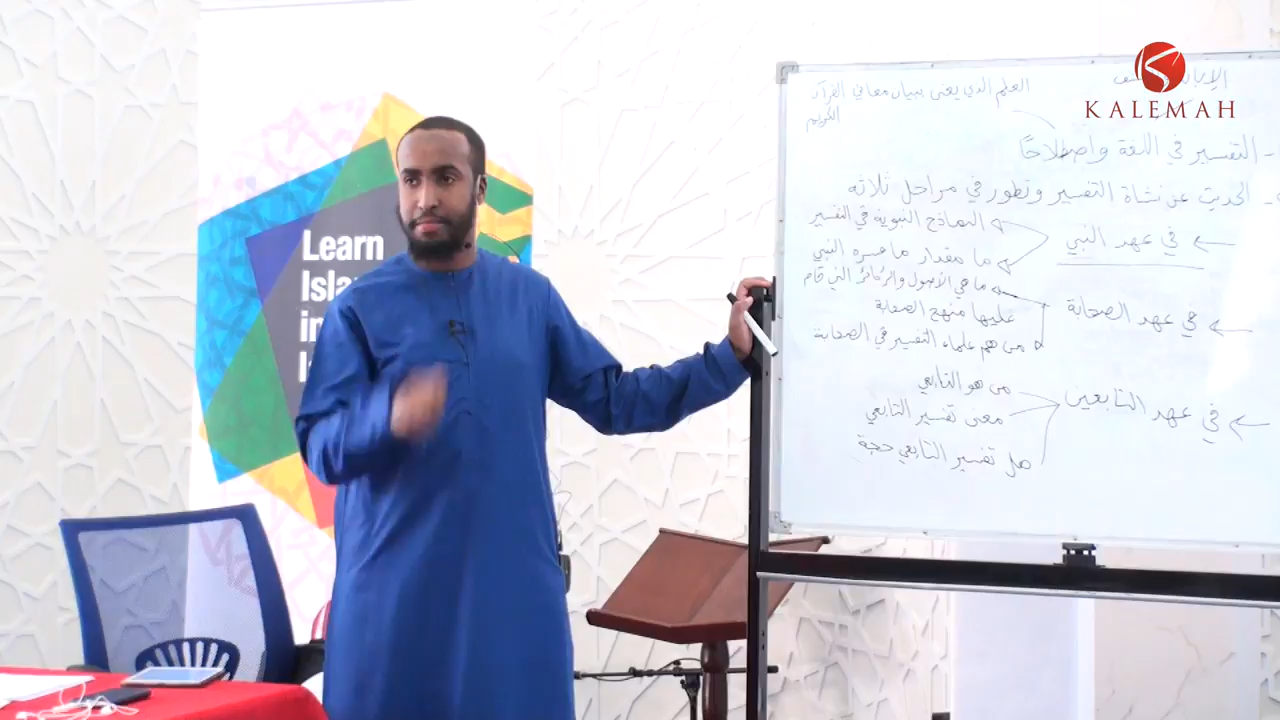 KALEMAH
Learn
Isla
in
العلم الذي يعنى ببيان معاني القرآن
الكريم
- التفسير في اللغة واصطلاحًا
الحديث عن نشأة التفسير وتطور في مراحل ثلاثه
في عهد النبي
النماذج النبوية في التفسير
ما مقدار ما فسره النبي
في عهد الصحابة
ما هي الأصول والركائز التي قام
عليها منهج الصحابة
من هم علماء التفسير في الصحابة
في عهد التابعين
من هو التابعي
معنى تفسير التابعي
هل تفسير التابعي حجة